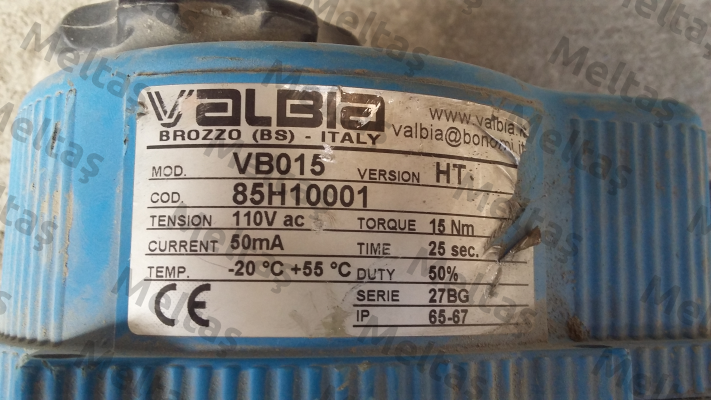 VALBIA
BROZZO (BS) - ITALY
www.valbia.
valbia@bonomi.it
MOD. VB015 VERSION HT
COD. 85H10001
TENSION 110V ac TORQUE 15 Nm
CURRENT 50mA TIME 25 sec.
TEMP. -20 °C +55 °C DUTY 50%
CE SERIE 27BG
IP 65-67
Meltaş